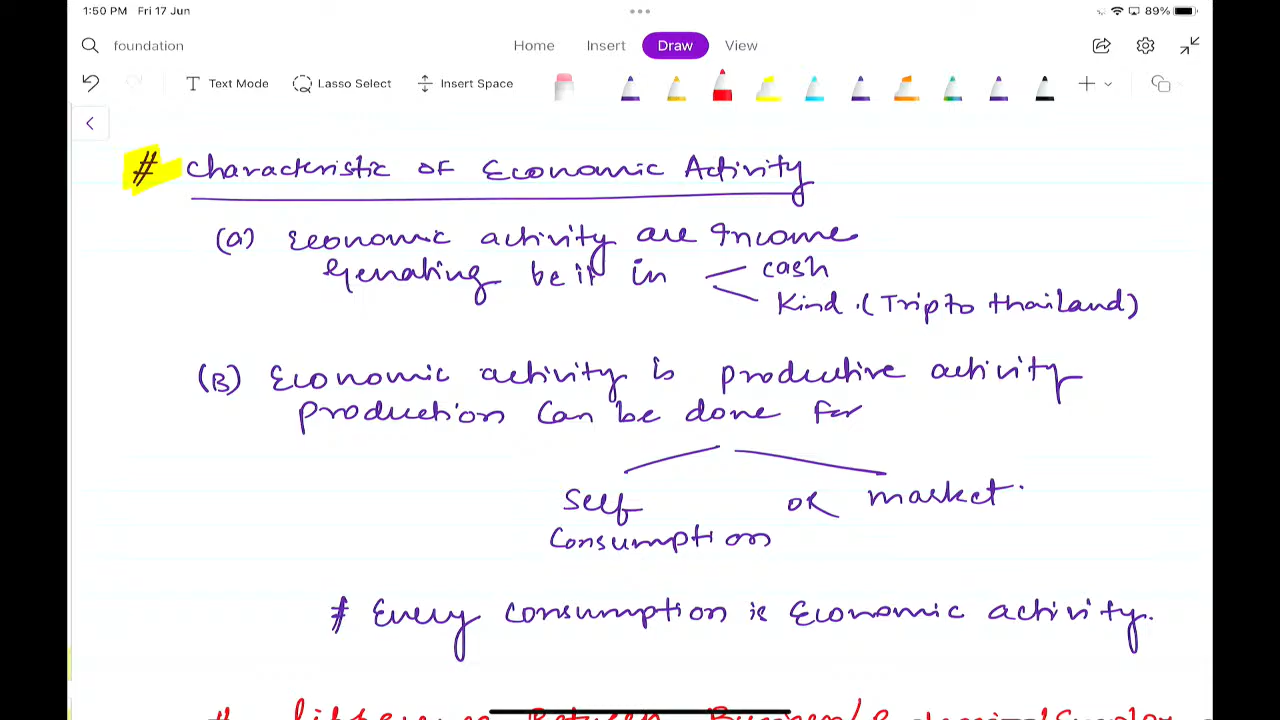 1:50 PM Fri 17 Jun
89%
foundation
Home Insert Draw View
Text Mode Lasso Select Insert Space
# Characteristic of Economic Activity
(a) Economic activity are Income
Genrating be it in
cash
Kind. (Trip to thailand)
(B) Economic activity is productive activity
production can be done for
Self OR market.
Consumption
# Every consumption is Economic activity.
# Between